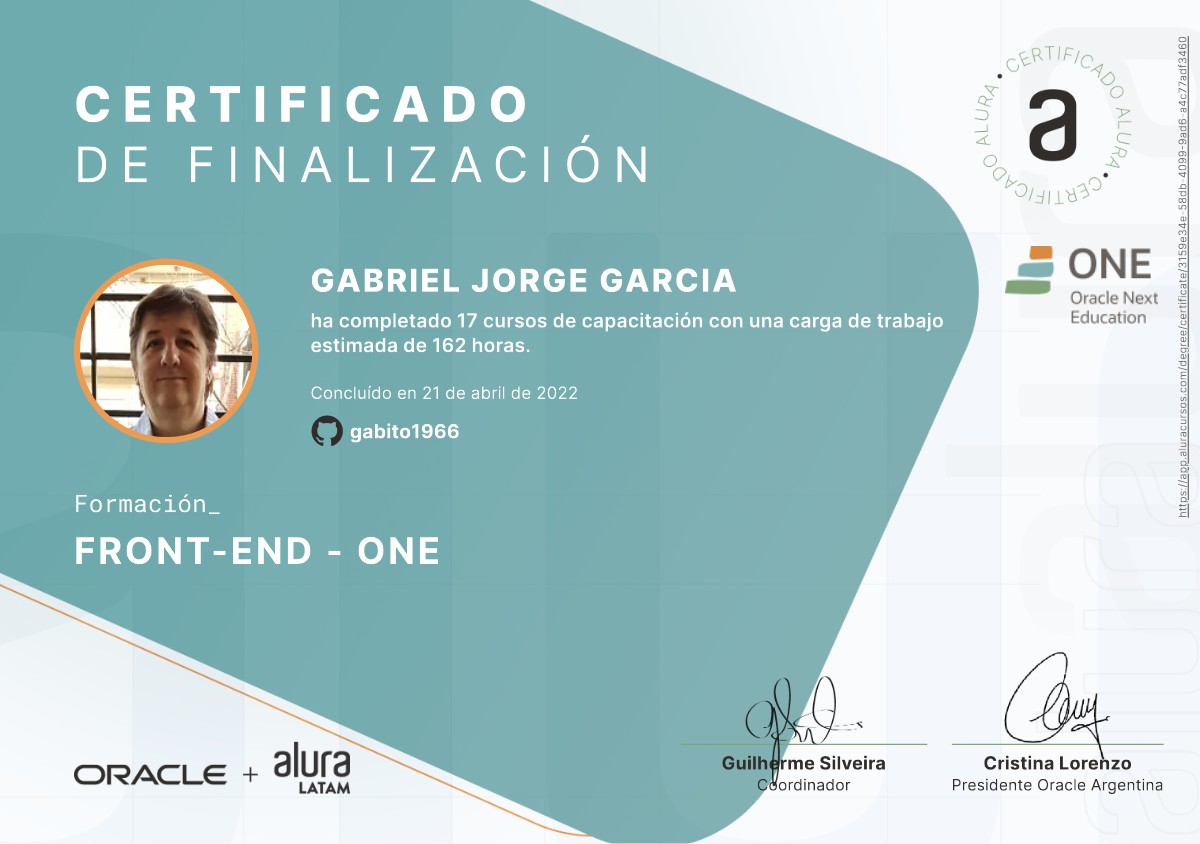 CERTIFICADO
DE FINALIZACIÓN
CERTIFICADO ALURA • CERTIFICADO ALURA •
a
ONE
Oracle Next
Education
https://app.aluracursos.com/degree/certificate/3159e34e-58db-4099-9ad6-a4c77adf3460
GABRIEL JORGE GARCIA
ha completado 17 cursos de capacitación con una carga de trabajo
estimada de 162 horas.
Concluído en 21 de abril de 2022
gabito1966
Formación_
FRONT-END - ONE
ORACLE + alura
LATAM
Guilherme Silveira
Coordinador
Cristina Lorenzo
Presidente Oracle Argentina